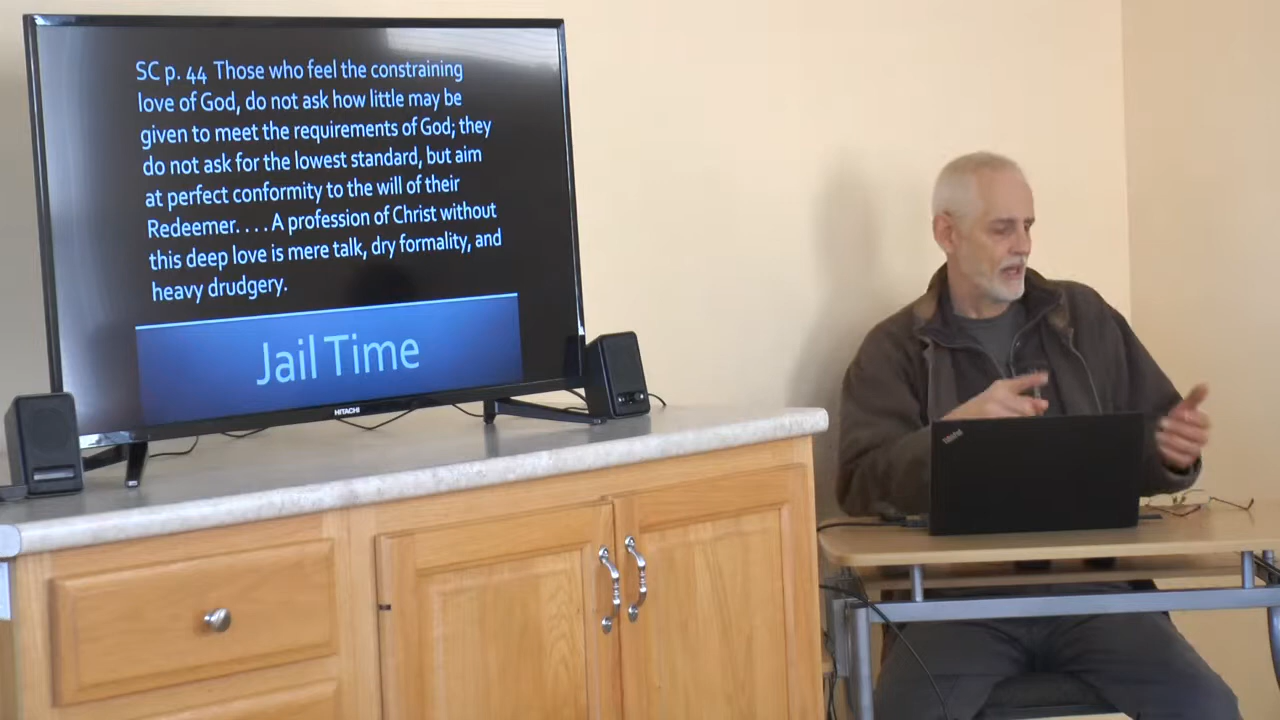 SC p. 44 Those who feel the constraining
love of God, do not ask how little may be
given to meet the requirements of God; they
do not ask for the lowest standard, but aim
at perfect conformity to the will of their
Redeemer. . . . A profession of Christ without
this deep love is mere talk, dry formality, and
heavy drudgery.
Jail Time
HITACHI
ThinkPad